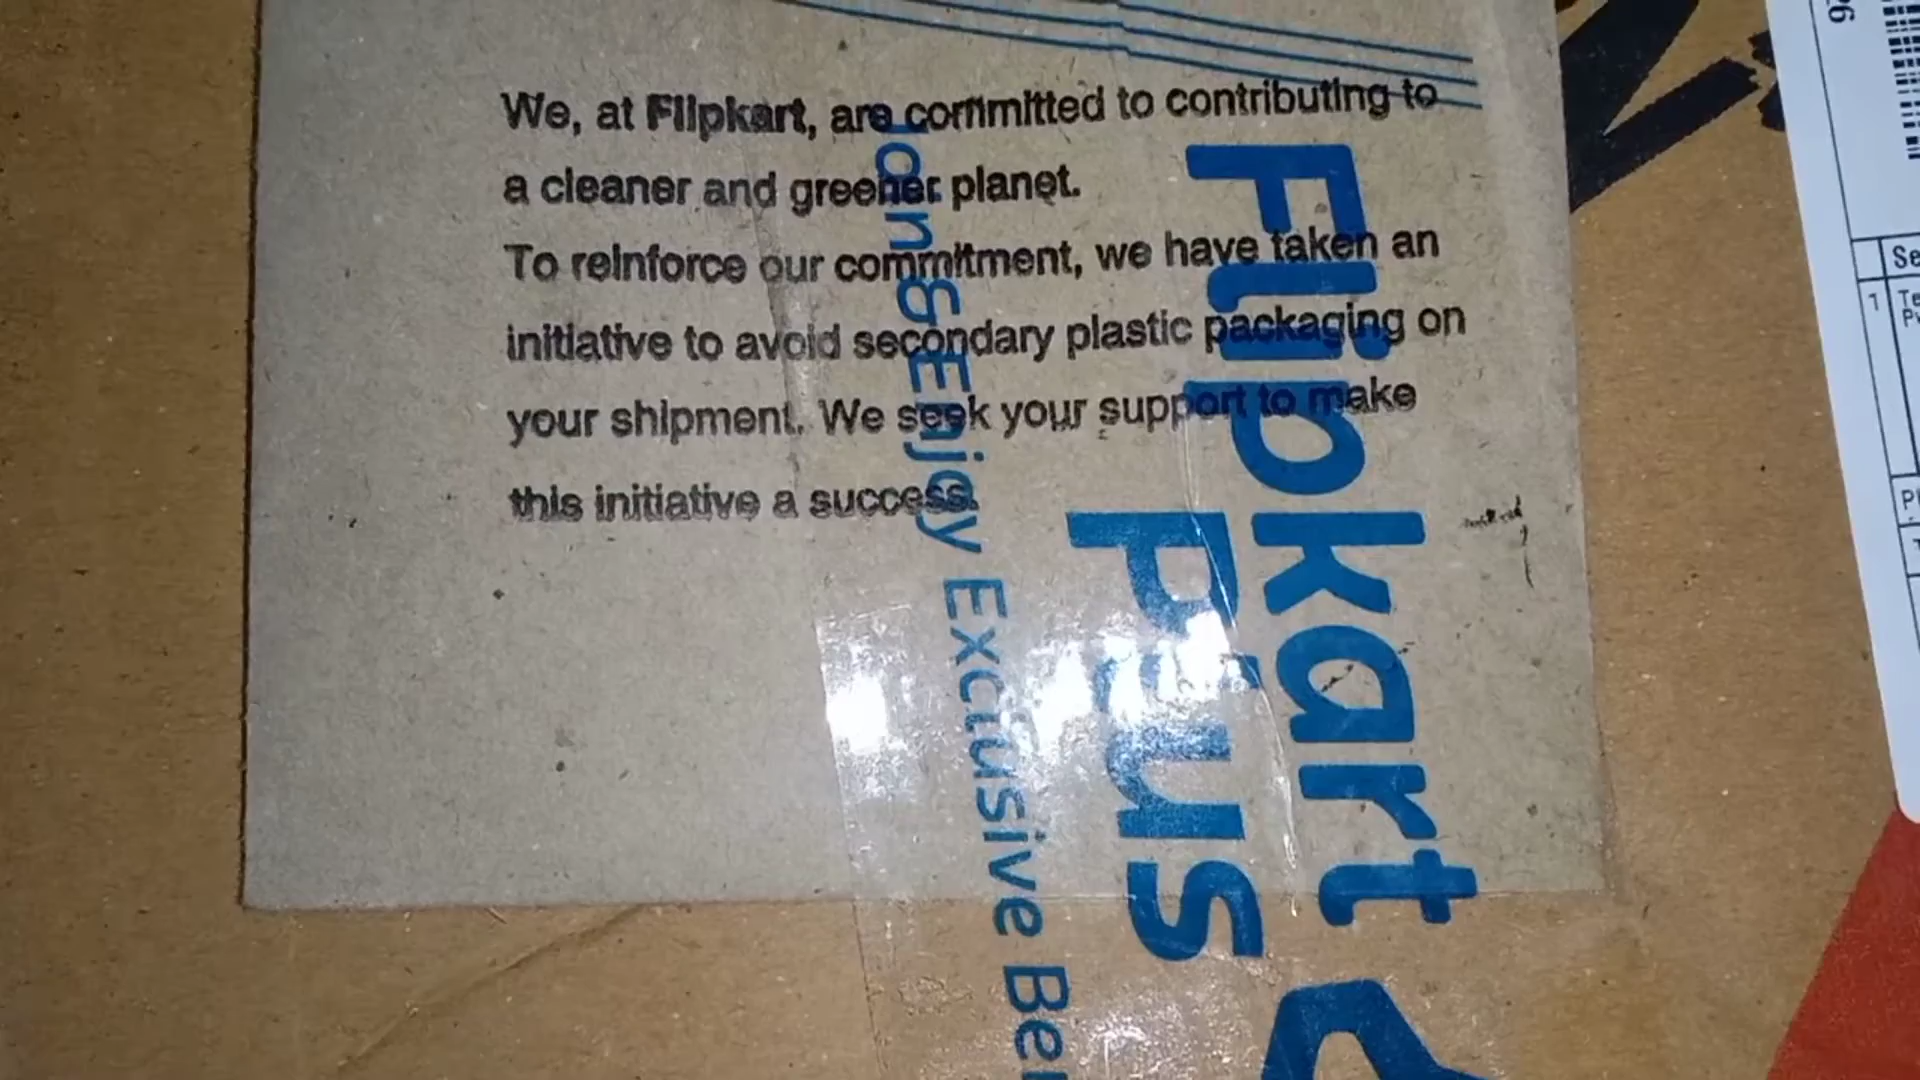 We, at Flipkart, are committed to contributing to
a cleaner and greener planet.
To reinforce our commitment, we have taken an
initiative to avoid secondary plastic packaging on
your shipment. We seek your support to make
this initiative a success.
Flipkart
Plus
Join & Enjoy Exclusive